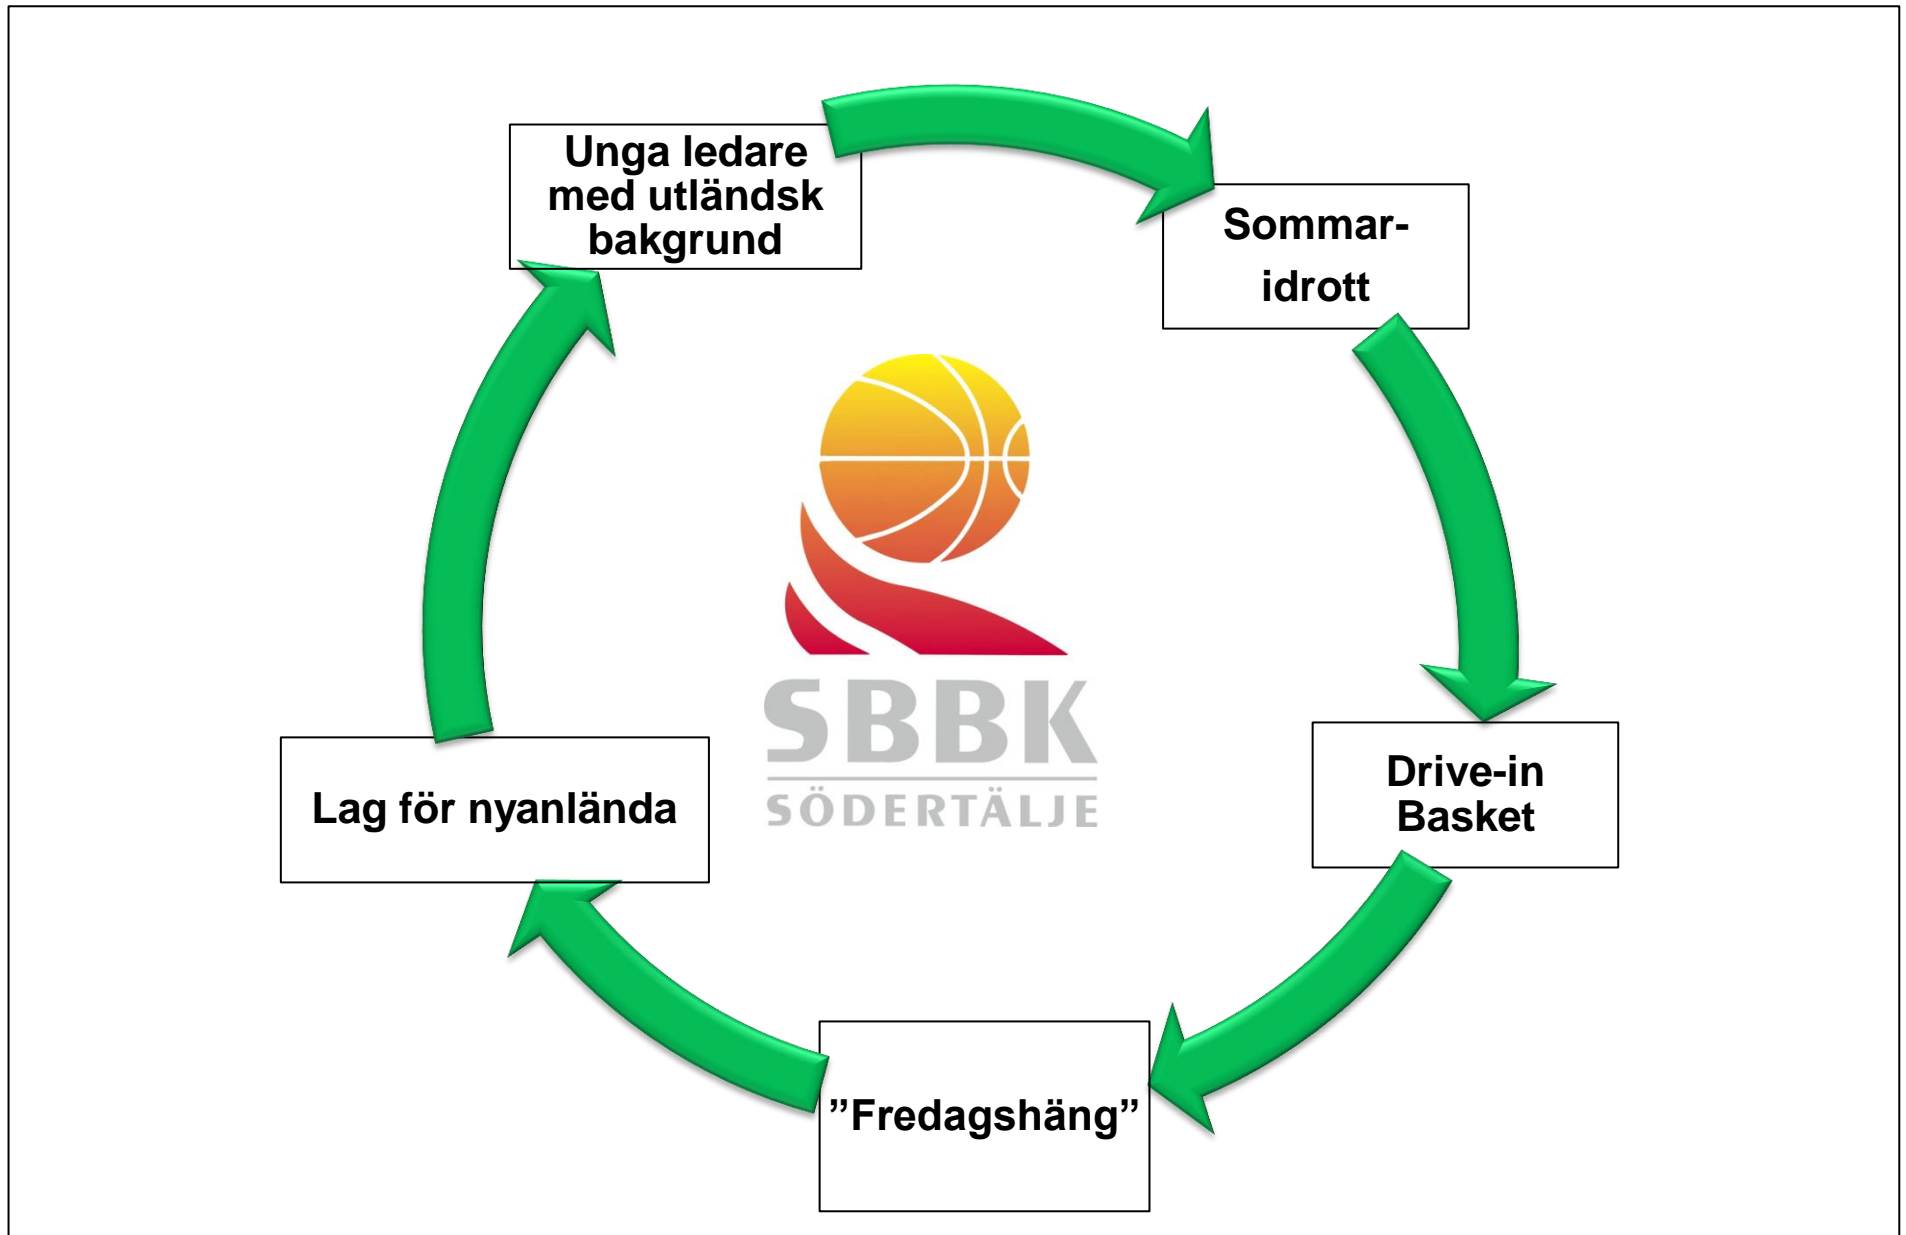 Unga ledare
med utländsk
bakgrund
Sommar-
idrott
Drive-in
Basket
”Fredagshäng”
Lag för nyanlända
SBBK
SÖDERTÄLJE